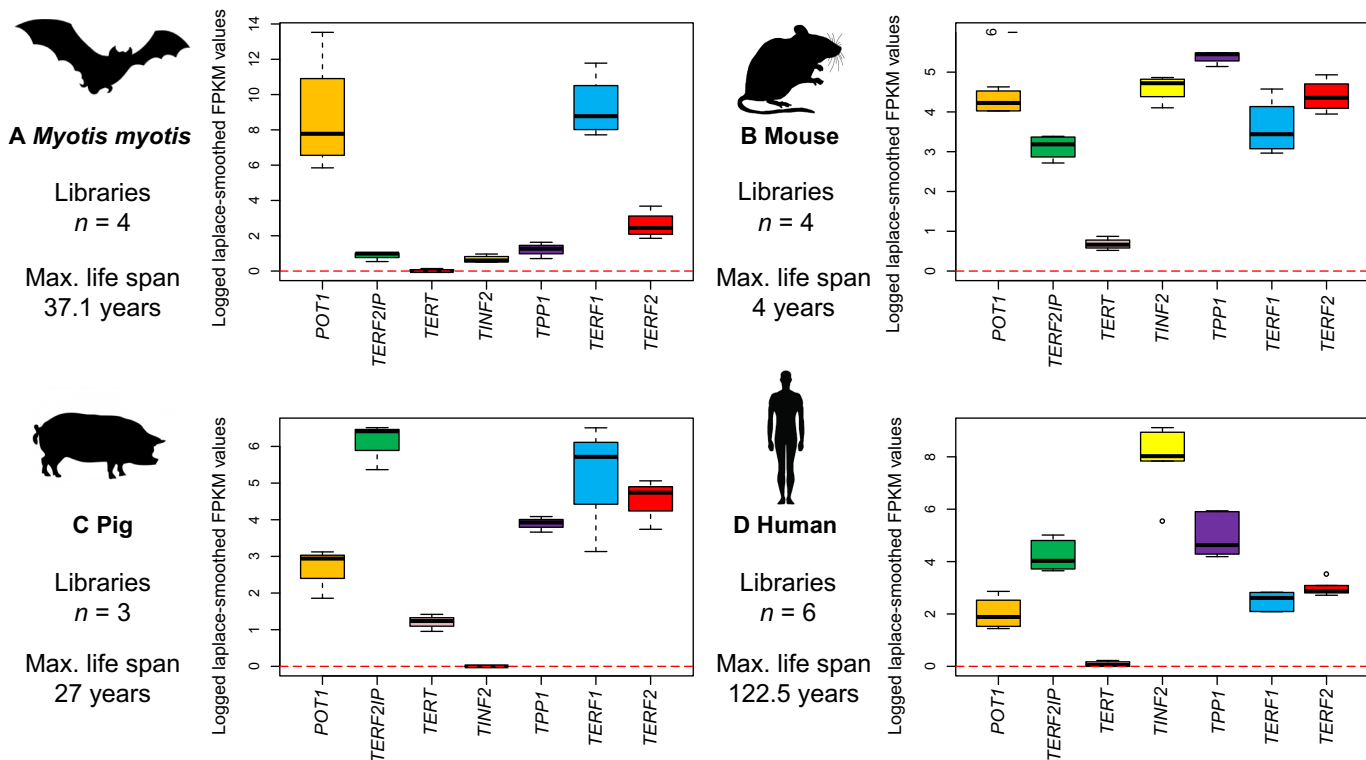 A Myotis myotis
Libraries
n = 4
Max. life span
37.1 years
Logged laplace-smoothed FPKM values
14
12
10
8
6
4
2
0
POT1
TERF2IP
TERT
TINF2
TPP1
TERF1
TERF2
B Mouse
Libraries
n = 4
Max. life span
4 years
Logged laplace-smoothed FPKM values
6
5
4
3
2
1
0
POT1
TERF2IP
TERT
TINF2
TPP1
TERF1
TERF2
C Pig
Libraries
n = 3
Max. life span
27 years
Logged laplace-smoothed FPKM values
6
5
4
3
2
1
0
POT1
TERF2IP
TERT
TINF2
TPP1
TERF1
TERF2
D Human
Libraries
n = 6
Max. life span
122.5 years
Logged laplace-smoothed FPKM values
8
6
4
2
0
POT1
TERF2IP
TERT
TINF2
TPP1
TERF1
TERF2